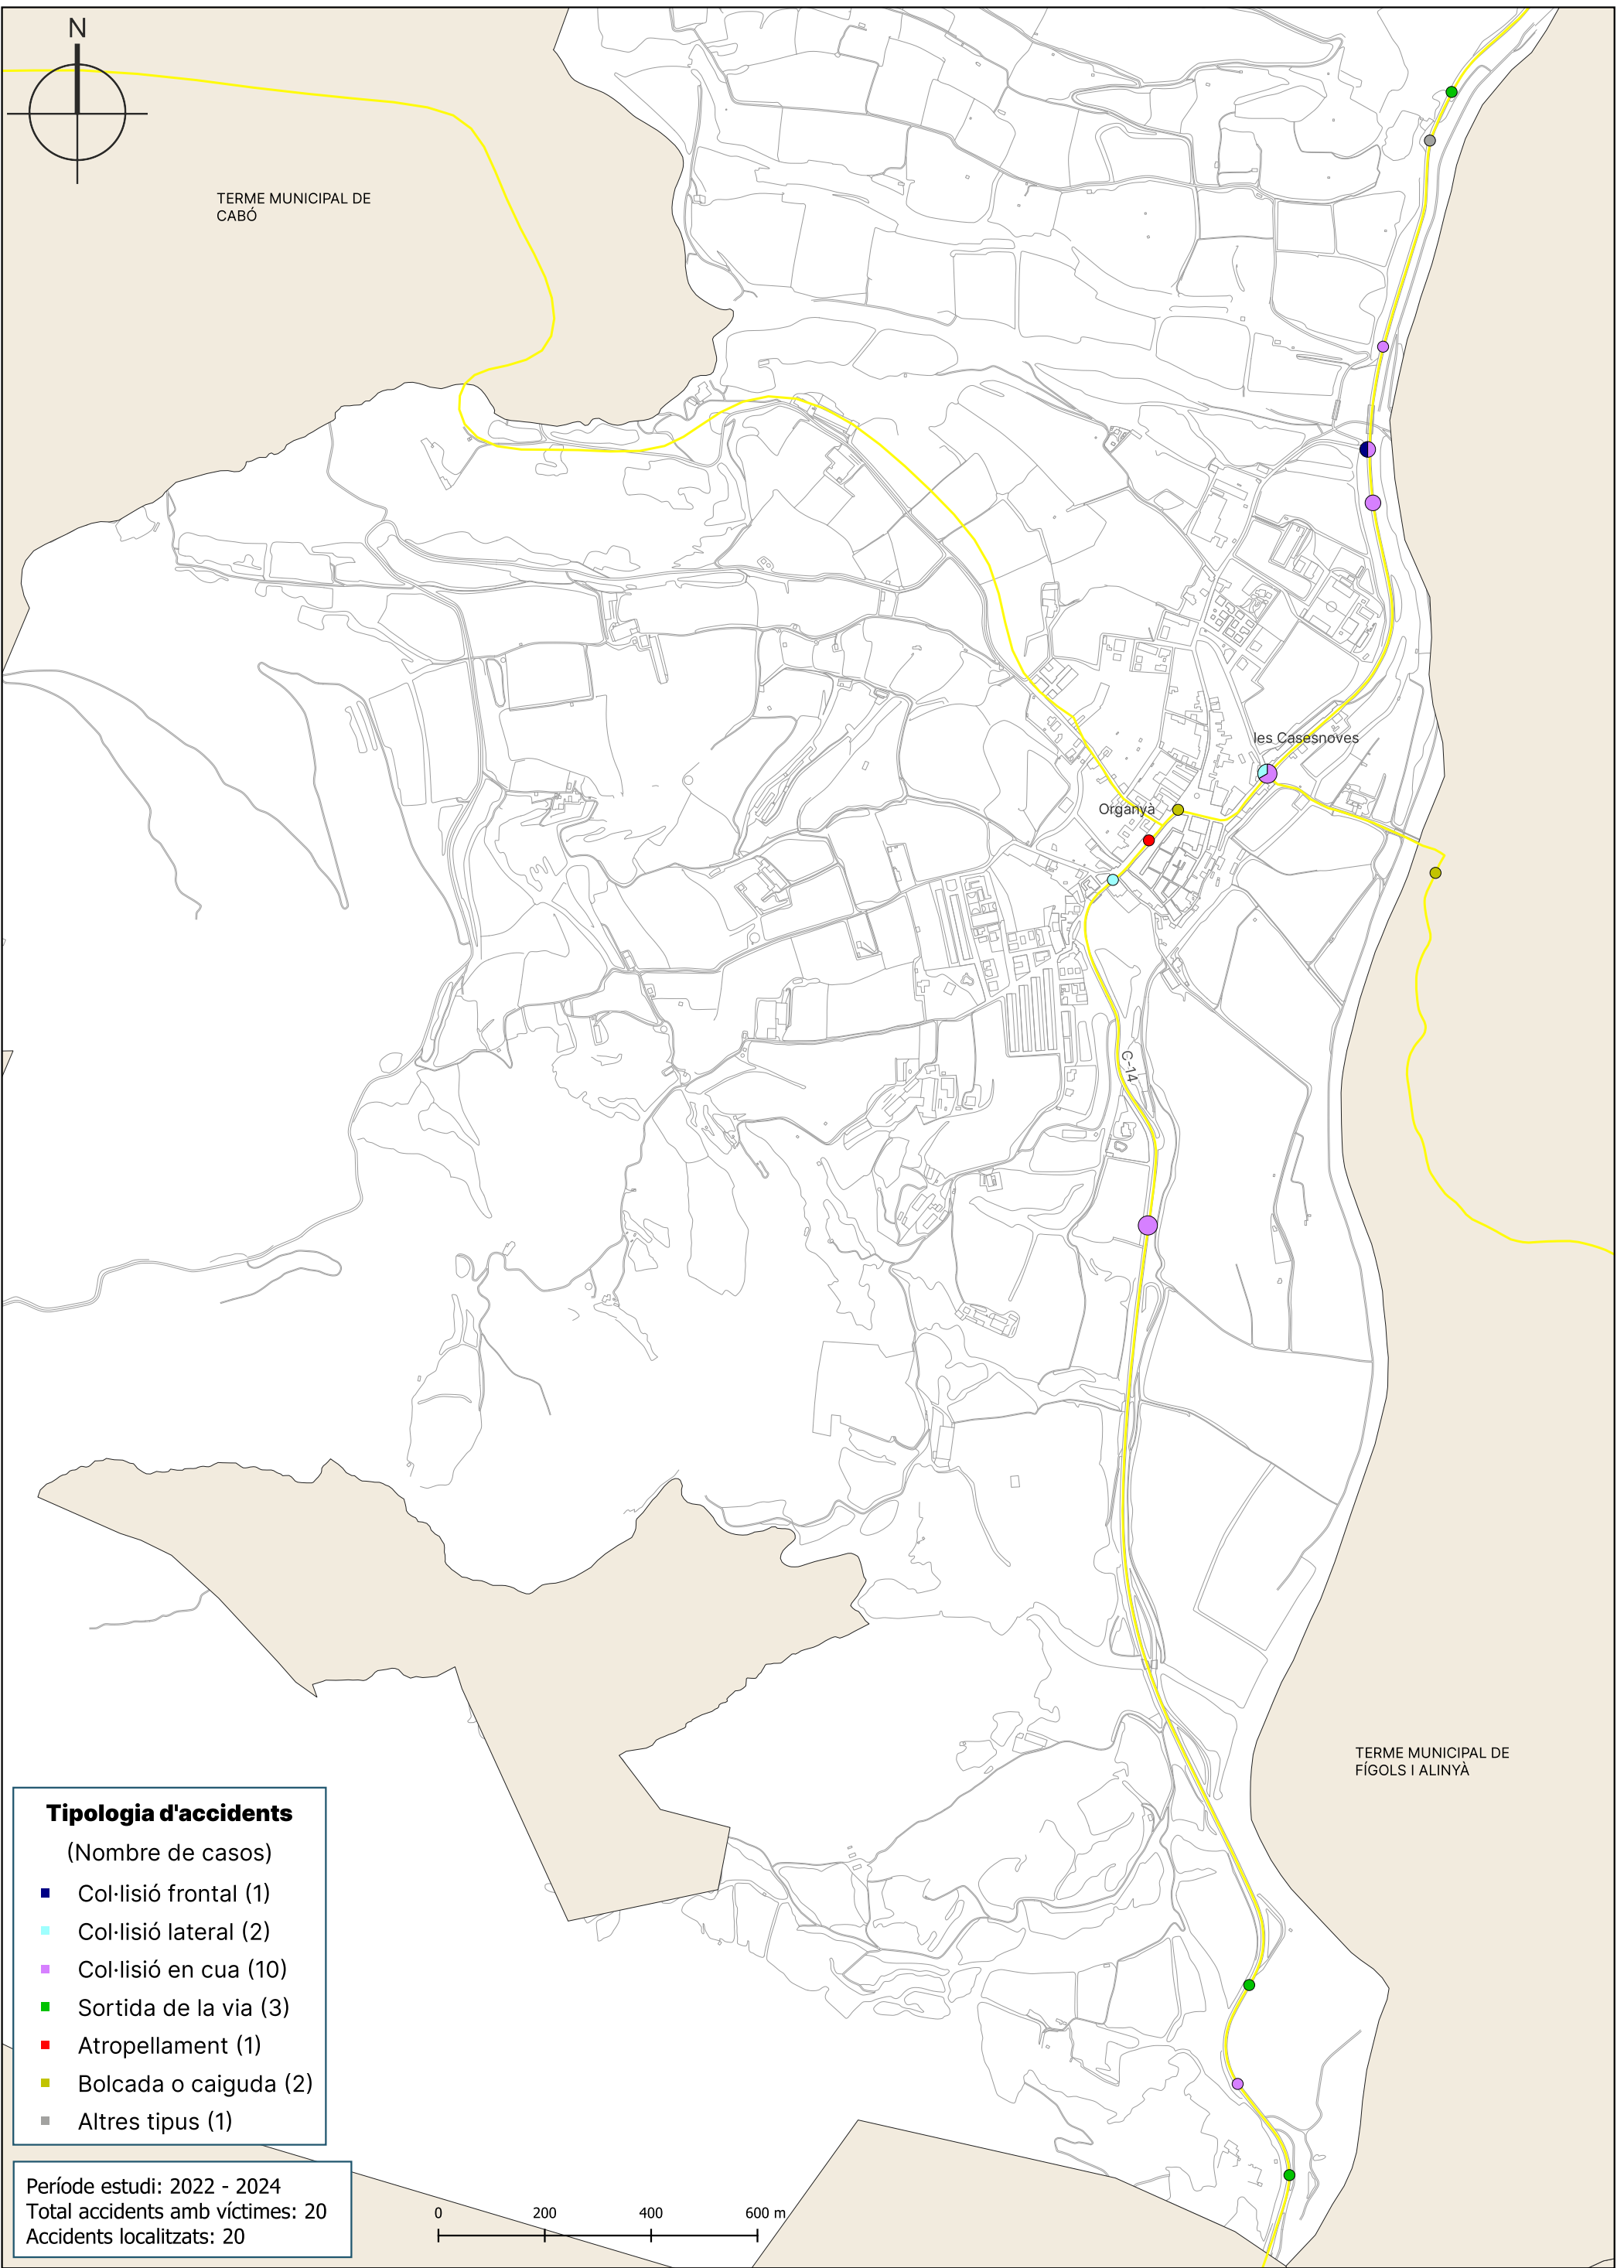 N
TERME MUNICIPAL DE
CABÓ
les Casesnoves
Organyà
C-14
TERME MUNICIPAL DE
FÍGOLS I ALINYÀ
Tipologia d'accidents
(Nombre de casos)
Col·lisió frontal (1)
Col·lisió lateral (2)
Col·lisió en cua (10)
Sortida de la via (3)
Atropellament (1)
Bolcada o caiguda (2)
Altres tipus (1)
Període estudi: 2022 - 2024
Total accidents amb víctimes: 20
Accidents localitzats: 20
0 200 400 600 m